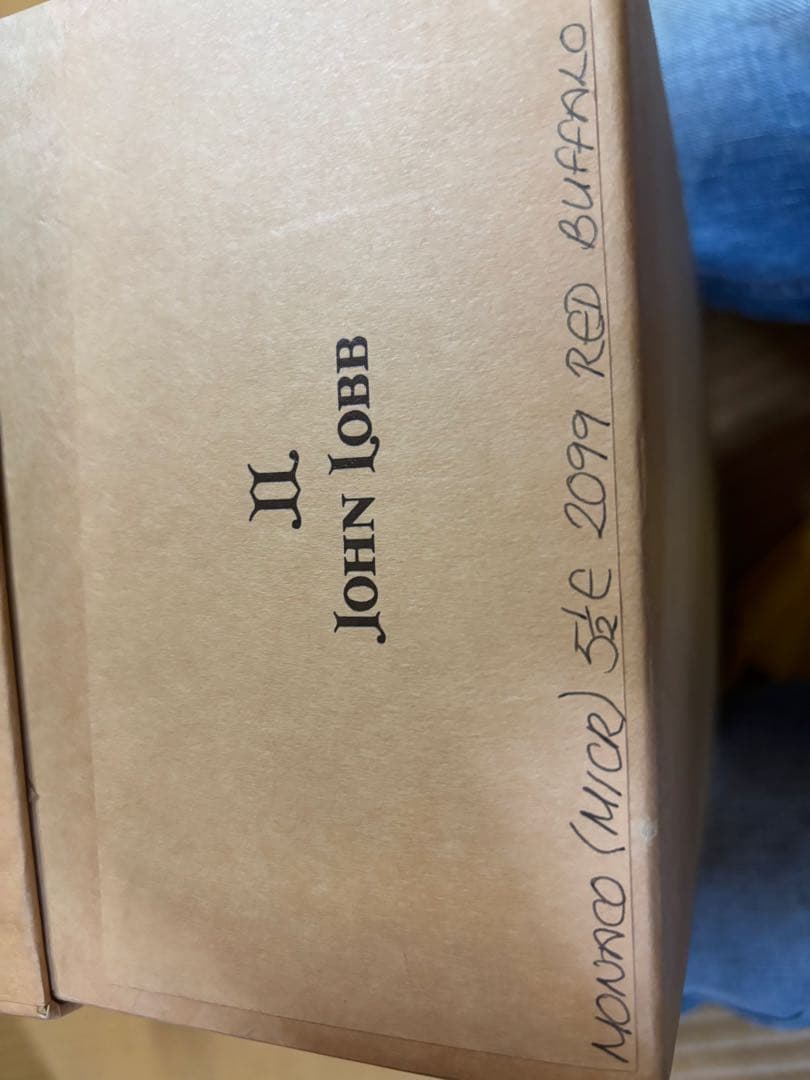 JL
JOHN LOBB
MONACO (MICR) 5½E 2099 RED BUFFALO